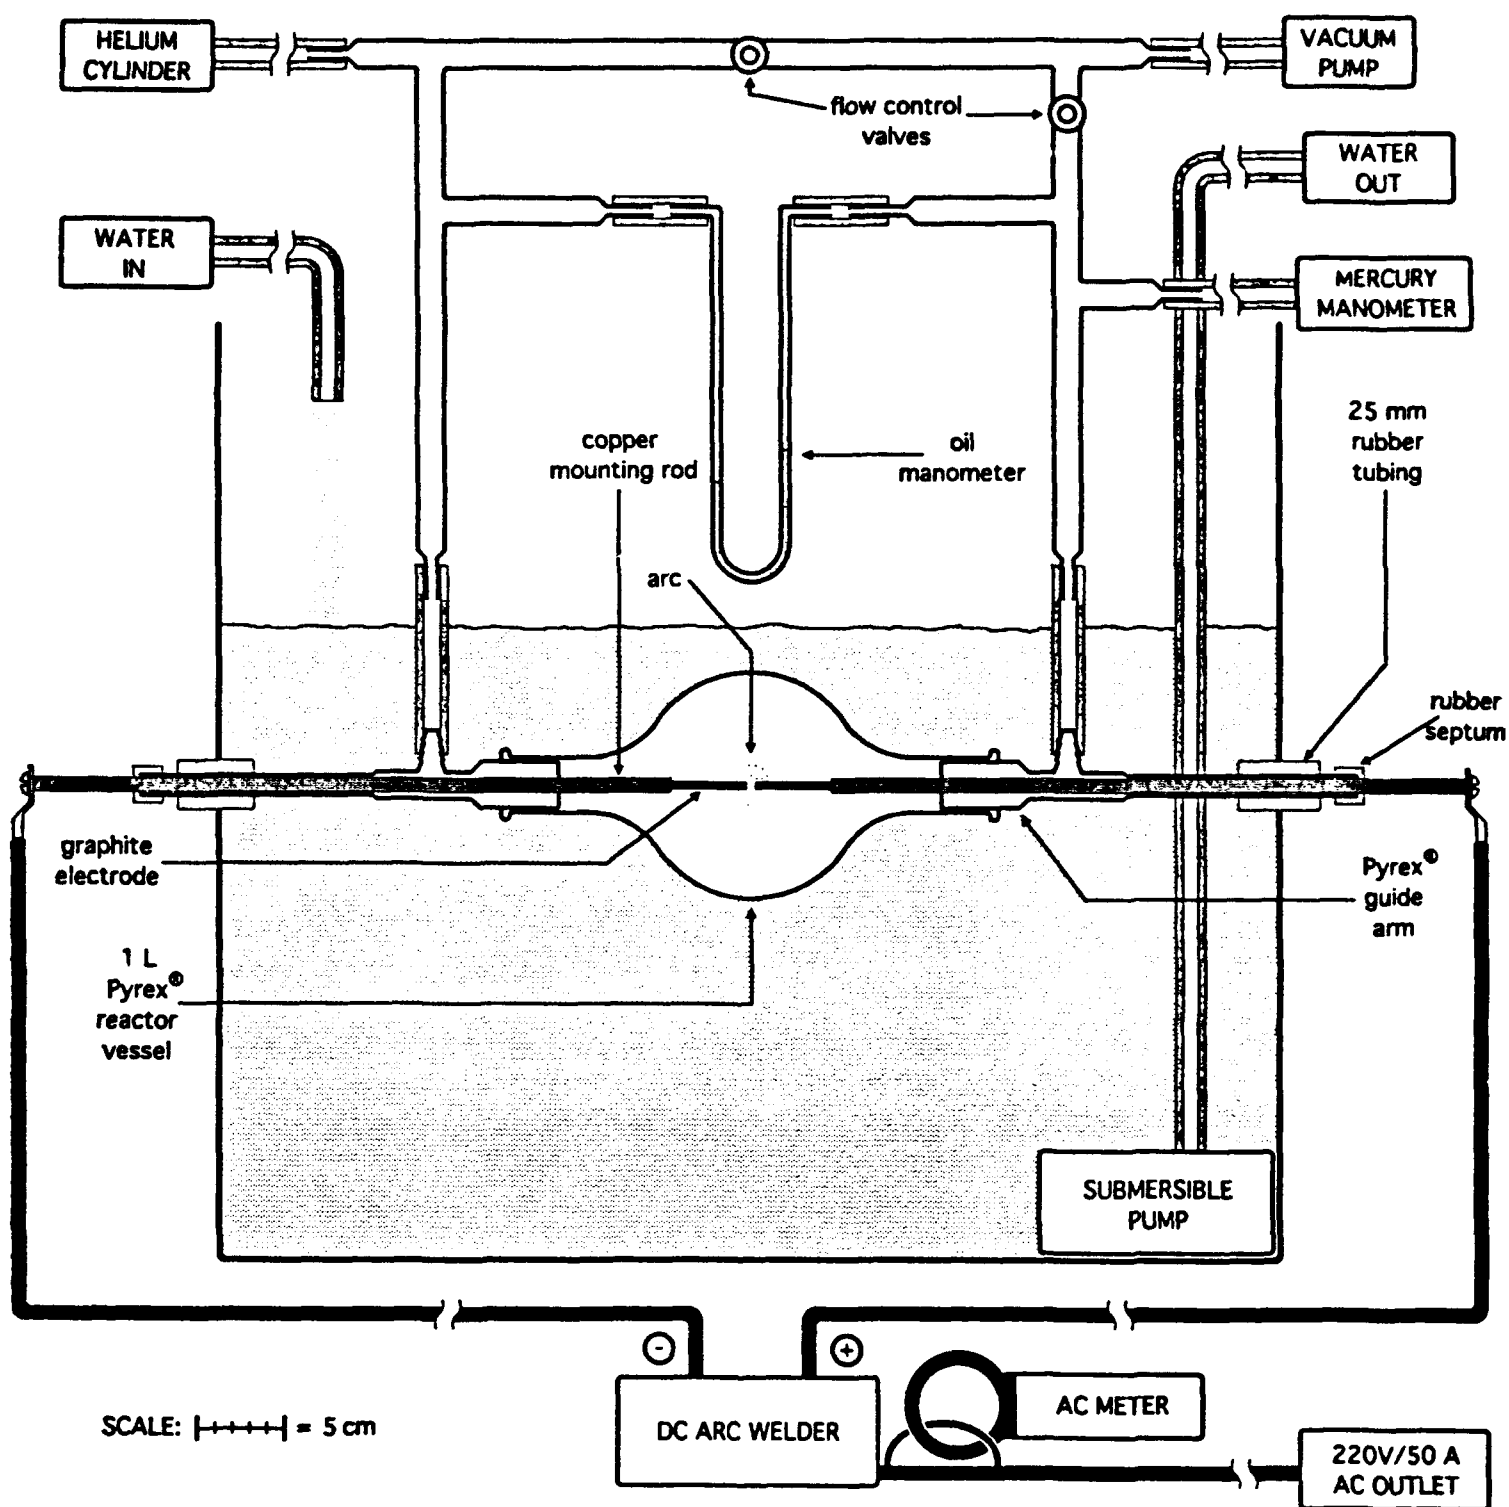 HELIUM
CYLINDER
VACUUM
PUMP
flow control
valves
WATER
OUT
WATER
IN
MERCURY
MANOMETER
25 mm
rubber
tubing
copper
mounting rod
oil
manometer
arc
rubber
septum
graphite
electrode
Pyrex®
guide
arm
1 L
Pyrex®
reactor
vessel
SUBMERSIBLE
PUMP
-
+
SCALE: = 5 cm
DC ARC WELDER
AC METER
220V/50 A
AC OUTLET